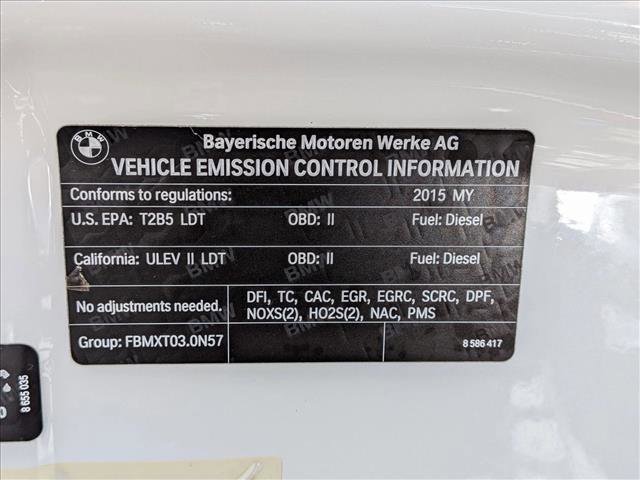 BMW
Bayerische Motoren Werke AG
VEHICLE EMISSION CONTROL INFORMATION
Conforms to regulations: 2015 MY
U.S. EPA: T2B5 LDT OBD: II Fuel: Diesel
California: ULEV II LDT OBD: II Fuel: Diesel
No adjustments needed. DFI, TC, CAC, EGR, EGRC, SCRC, DPF,
NOXS(2), HO2S(2), NAC, PMS
Group: FBMXT03.0N57 8 586 417
8 655 035